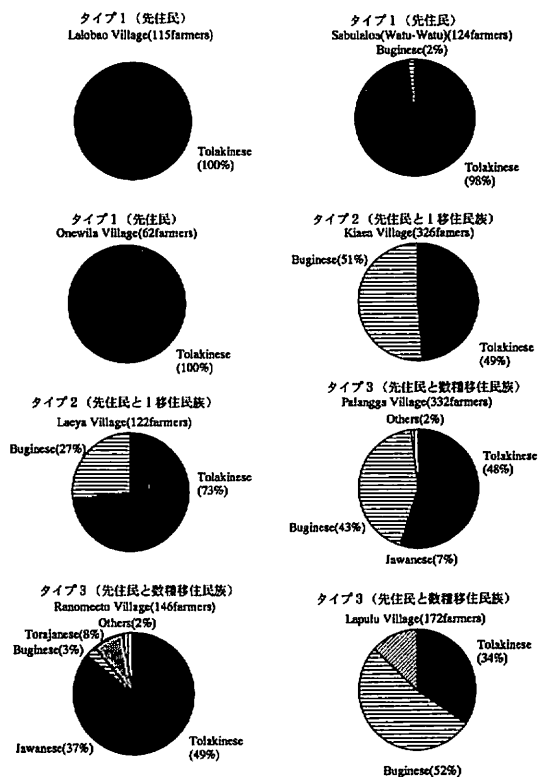 タイプ1(先住民)
Lalobao Village(115farmers)
Tolakinese
(100%)
タイプ1(先住民)
Sabulaloa(Watu-Watu)(124farmers)
Buginese(2%)
Tolakinese
(98%)
タイプ1(先住民)
Onewila Village(62farmers)
Tolakinese
(100%)
タイプ2(先住民と1移住民族)
Kiaea Village(326famers)
Buginese(51%)
Tolakinese
(49%)
タイプ2(先住民と1移住民族)
Laeya Village(122farmers)
Buginese(27%)
Tolakinese
(73%)
タイプ3(先住民と数種移住民族)
Palangga Village(332farmers)
Others(2%)
Tolakinese
(48%)
Buginese(43%)
Jawanese(7%)
タイプ3(先住民と数種移住民族)
Ranomeeto Village(146farmers)
Others(2%)
Torajanese(8%)
Buginese(3%)
Jawanese(37%)
Tolakinese
(49%)
タイプ3(先住民と数種移住民族)
Lapulu Village(172farmers)
Tolakinese
(34%)
Buginese(52%)